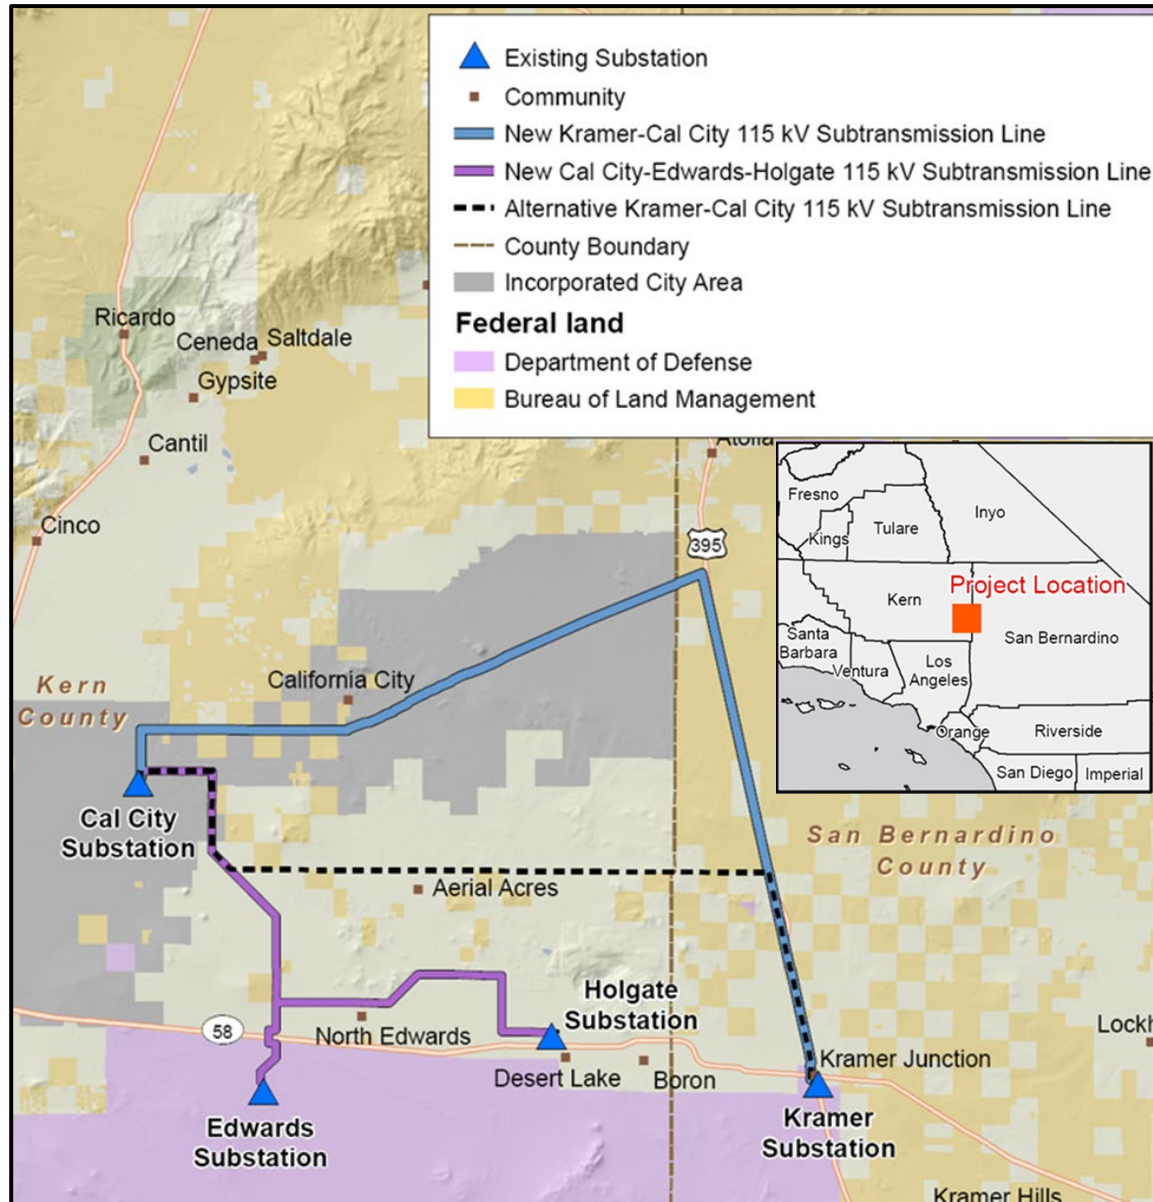 Existing Substation
Community
New Kramer-Cal City 115 kV Subtransmission Line
New Cal City-Edwards-Holgate 115 kV Subtransmission Line
Alternative Kramer-Cal City 115 kV Subtransmission Line
County Boundary
Incorporated City Area
Federal land
Department of Defense
Bureau of Land Management
Ricardo
Ceneda
Saltdale
Gypsite
Cantil
Cinco
395
Fresno
Kings
Tulare
Inyo
Kern
Project Location
San Bernardino
Santa
Barbara
Ventura
Los
Angeles
Orange
Riverside
San Diego
Imperial
California City
Kern
County
Cal City
Substation
San Bernardino
County
Aerial Acres
Holgate
Substation
58
North Edwards
Desert Lake
Boron
Kramer Junction
Edwards
Substation
Kramer
Substation
Kramer Hills